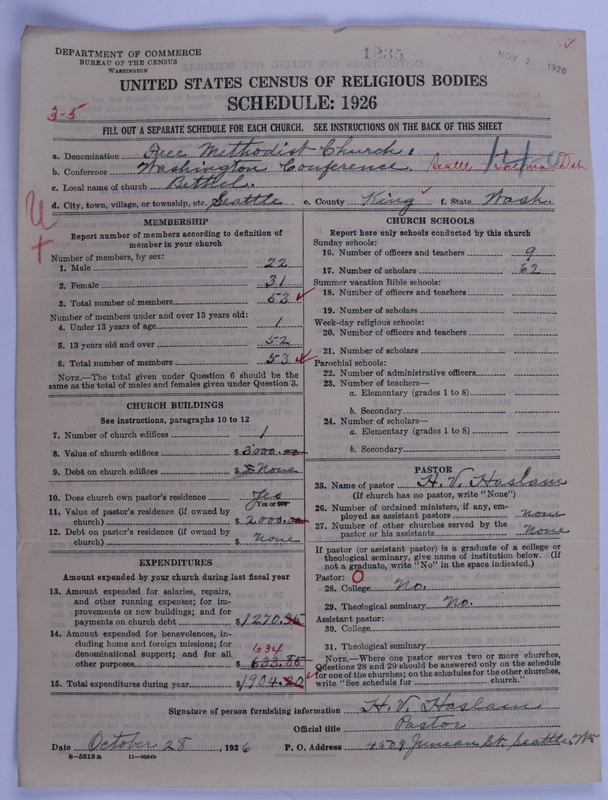 DEPARTMENT OF COMMERCE
BUREAU OF THE CENSUS
WASHINGTON
1235
NOV 2 1926
UNITED STATES CENSUS OF RELIGIOUS BODIES
SCHEDULE: 1926
3-5
FILL OUT A SEPARATE SCHEDULE FOR EACH CHURCH. SEE INSTRUCTIONS ON THE BACK OF THIS SHEET
a. Denomination Free Methodist Church.
b. Conference Washington Conference. Seattle
c. Local name of church
d. City, town, village, or township, etc. Seattle e. County King f. State Wash.
MEMBERSHIP
Report number of members according to definition of member in your church
Number of members, by sex:
1. Male 22
2. Female 31
3. Total number of members 53
Number of members under and over 13 years old:
4. Under 13 years of age 1
5. 13 years old and over 52
6. Total number of members 53
NOTE.—The total given under Question 6 should be the same as the total of males and females given under Question 3.
CHURCH BUILDINGS
See instructions, paragraphs 10 to 12
7. Number of church edifices 1
8. Value of church edifices $ 3000.00
9. Debt on church edifices $ None
10. Does church own pastor's residence Yes
Yes or No
11. Value of pastor's residence (if owned by church) $ 2000.00
12. Debt on pastor's residence (if owned by church) $ none
EXPENDITURES
Amount expended by your church during last fiscal year
13. Amount expended for salaries, repairs, and other running expenses; for improvements or new buildings; and for payments on church debt $1270.35
14. Amount expended for benevolences, including home and foreign missions; for denominational support; and for all other purposes $ 633.85
634
15. Total expenditures during year $1904.20
CHURCH SCHOOLS
Report here only schools conducted by this church
Sunday schools:
16. Number of officers and teachers 9
17. Number of scholars 62
Summer vacation Bible schools:
18. Number of officers and teachers
19. Number of scholars
Week-day religious schools:
20. Number of officers and teachers
21. Number of scholars
Parochial schools:
22. Number of administrative officers
23. Number of teachers—
a. Elementary (grades 1 to 8)
b. Secondary
24. Number of scholars—
a. Elementary (grades 1 to 8)
b. Secondary
PASTOR
25. Name of pastor H. V. Haslam
(If church has no pastor, write "None")
26. Number of ordained ministers, if any, employed as assistant pastors none
27. Number of other churches served by the pastor or his assistants None
If pastor (or assistant pastor) is a graduate of a college or theological seminary, give name of institution below. (If not a graduate, write "No" in the space indicated.)
Pastor: O
28. College No.
29. Theological seminary No.
Assistant pastor:
30. College
31. Theological seminary
NOTE.—Where one pastor serves two or more churches, Questions 28 and 29 should be answered only on the schedule for one of the churches; on the schedules for the other churches, write "See schedule for church."
Signature of person furnishing information H. V. Haslam
Official title Pastor
Date October 28, 1926 P. O. Address 4509 Juneau St. Seattle,
8—5518 a 11—9034b